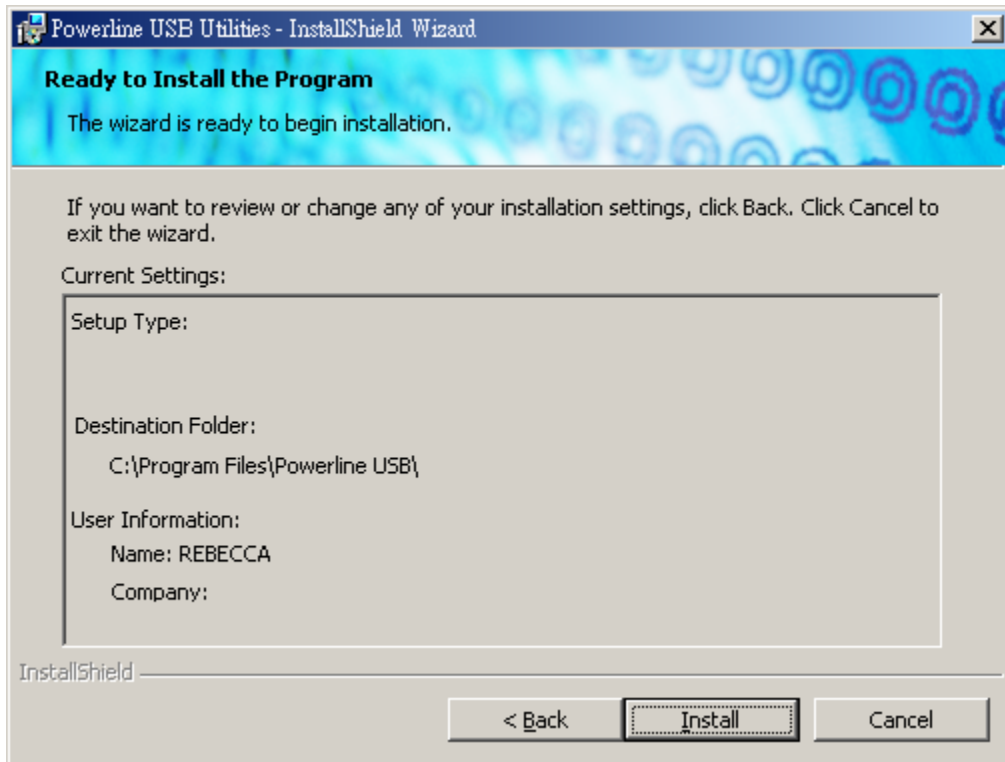 Powerline USB Utilities - InstallShield Wizard
Ready to Install the Program
The wizard is ready to begin installation.
If you want to review or change any of your installation settings, click Back. Click Cancel to
exit the wizard.
Current Settings:
Setup Type:
Destination Folder:
C:\Program Files\Powerline USB\
User Information:
Name: REBECCA
Company:
InstallShield
< Back
Install
Cancel